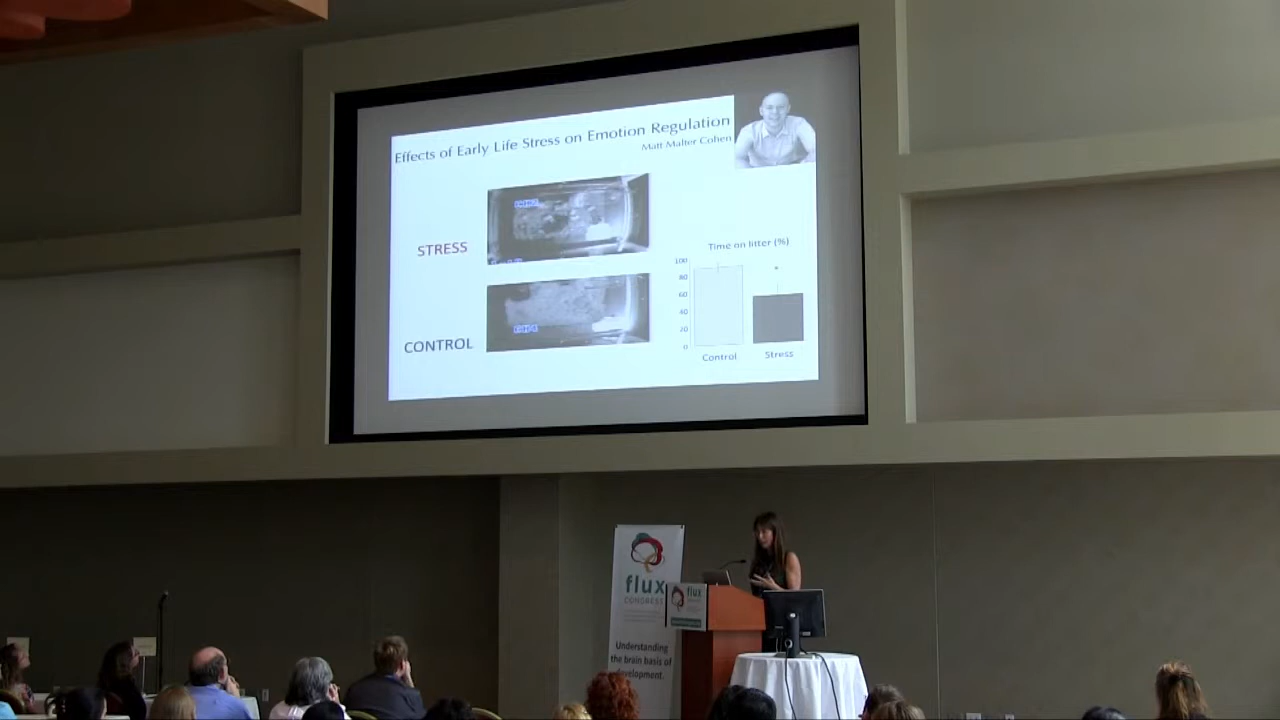 Effects of Early Life Stress on Emotion Regulation
Matt Malter Cohen
STRESS
CONTROL
Time on litter (%)
100
80
60
40
20
0
Control
Stress
flux
CONGRESS
Understanding
the brain basis of
development.
flux